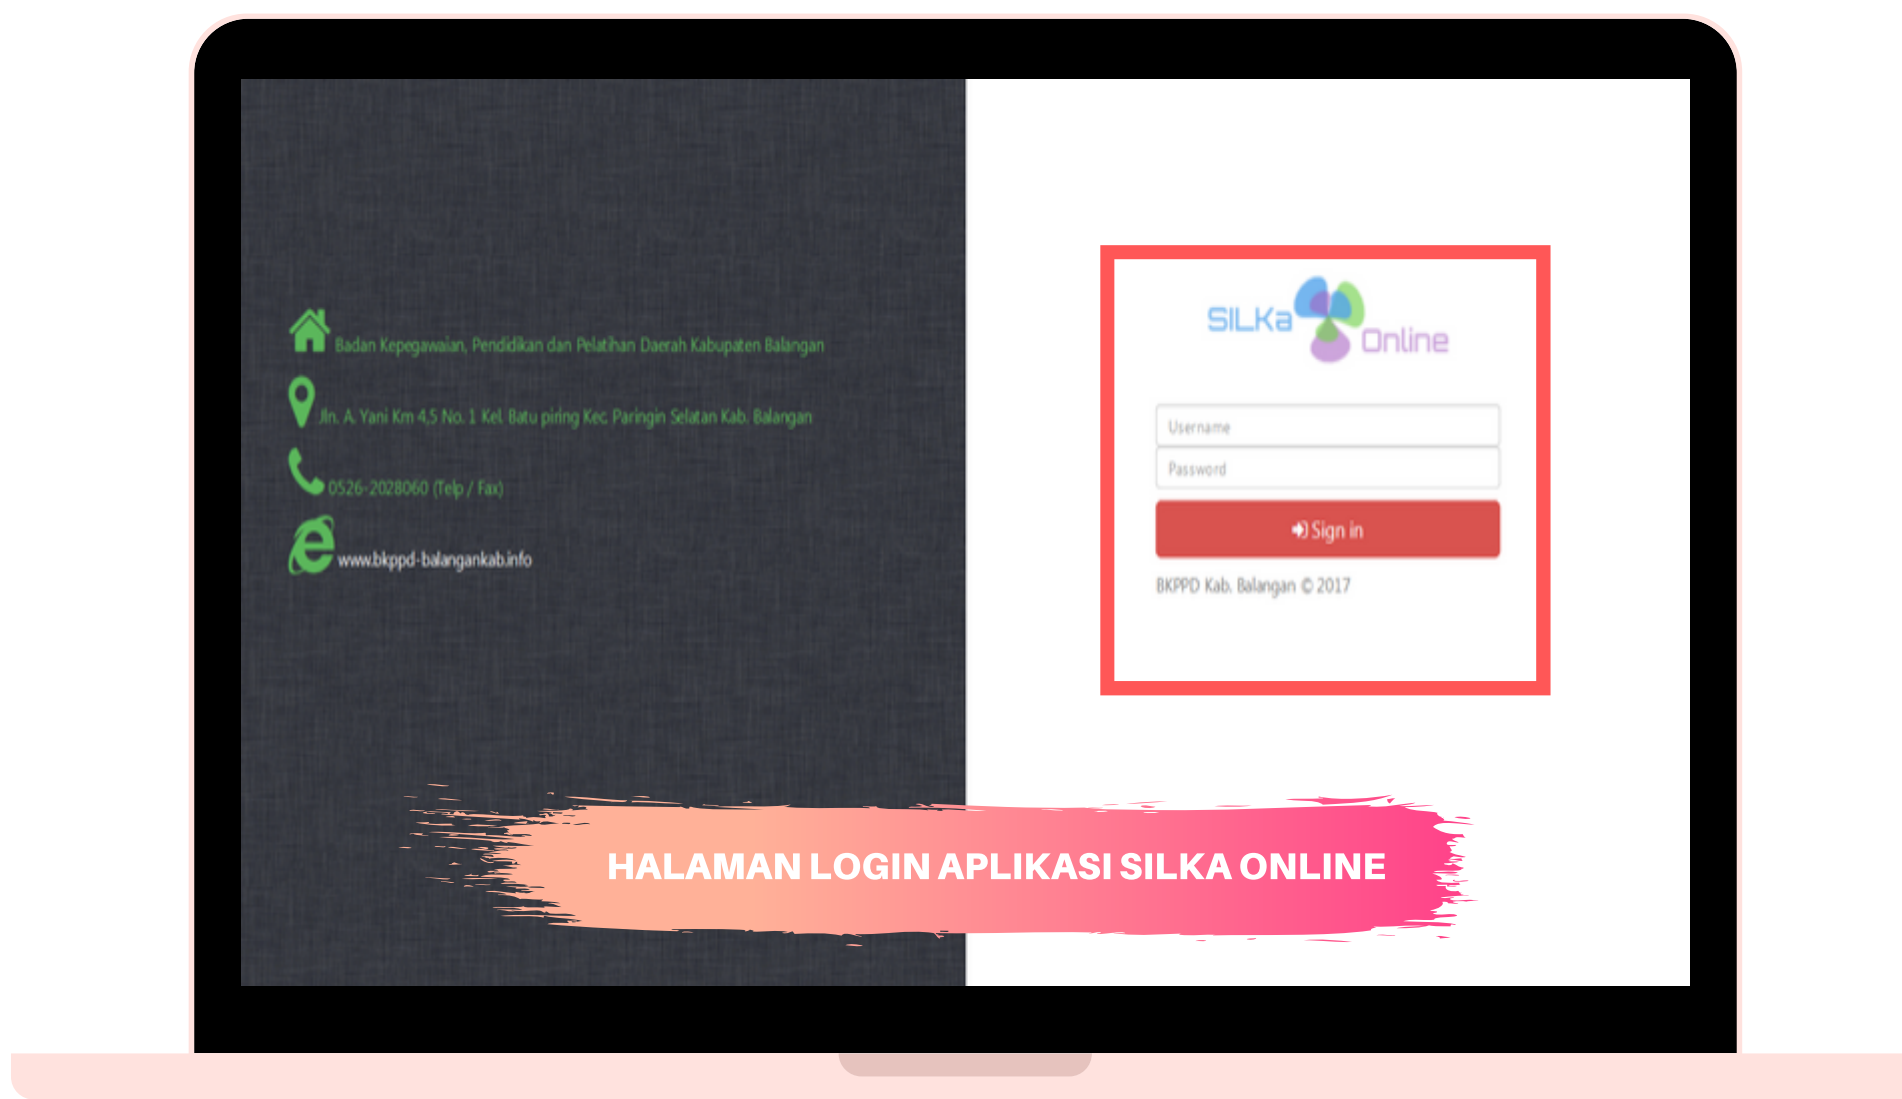 Badan Kepegawaian, Pendidikan dan Pelatihan Daerah Kabupaten Balangan
Jln. A. Yani Km 4,5 No. 1 Kel. Batu piring Kec. Paringin Selatan Kab. Balangan
0526-2028060 (Telp / Fax)
www.bkppd-balangankab.info
SILKa Online
Username
Password
Sign in
BKPPD Kab. Balangan © 2017
HALAMAN LOGIN APLIKASI SILKA ONLINE